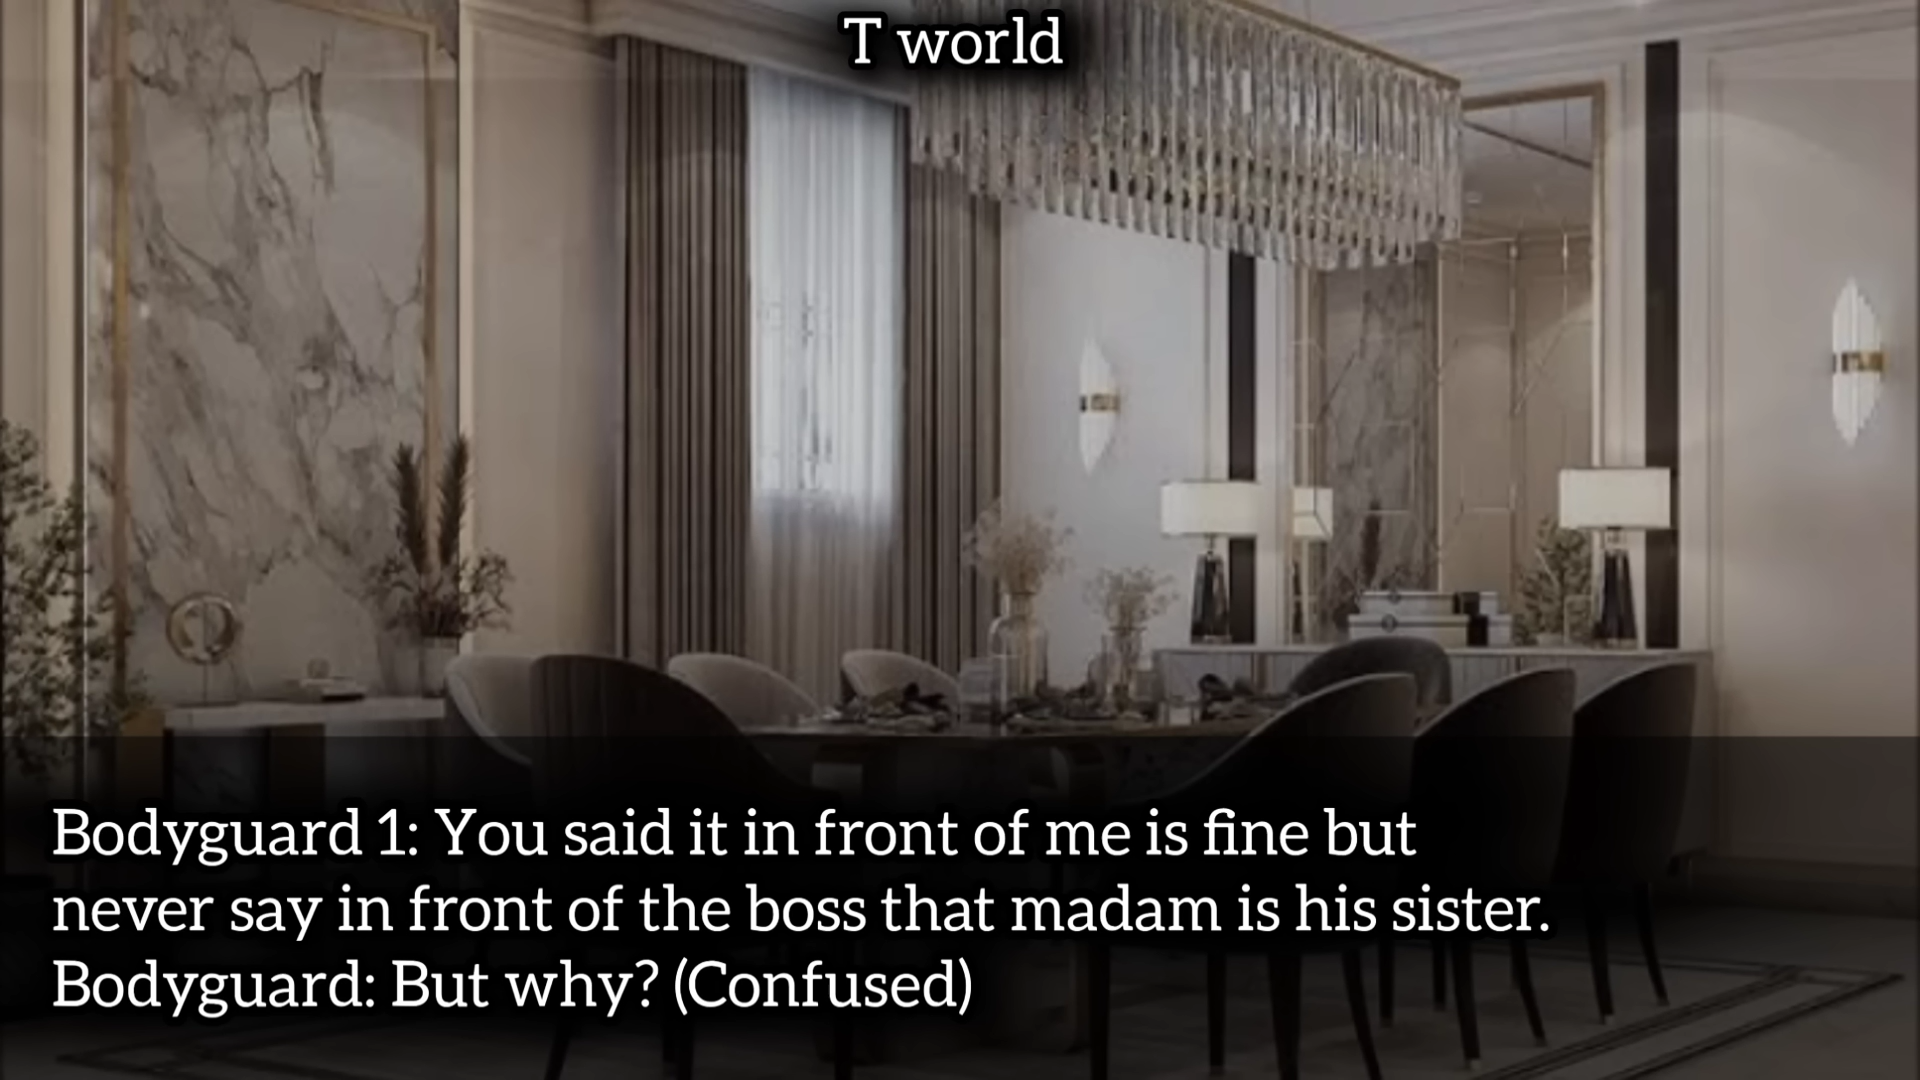 T world
Bodyguard 1: You said it in front of me is fine but
never say in front of the boss that madam is his sister.
Bodyguard: But why? (Confused)